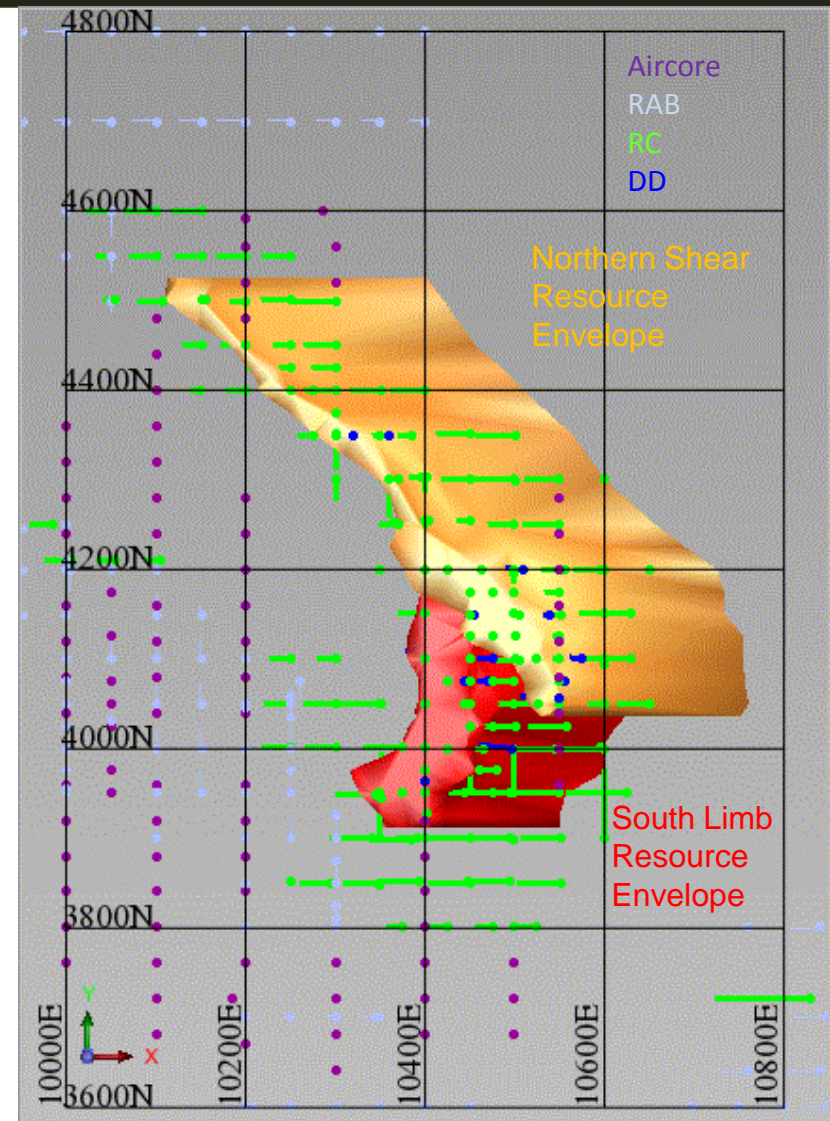 4800N
Aircore
RAB
RC
DD
4600N
Northern Shear
Resource
Envelope
4400N
4200N
4000N
South Limb
Resource
Envelope
3800N
Y
X
10000E
10200E
10400E
10600E
10800E
3600N